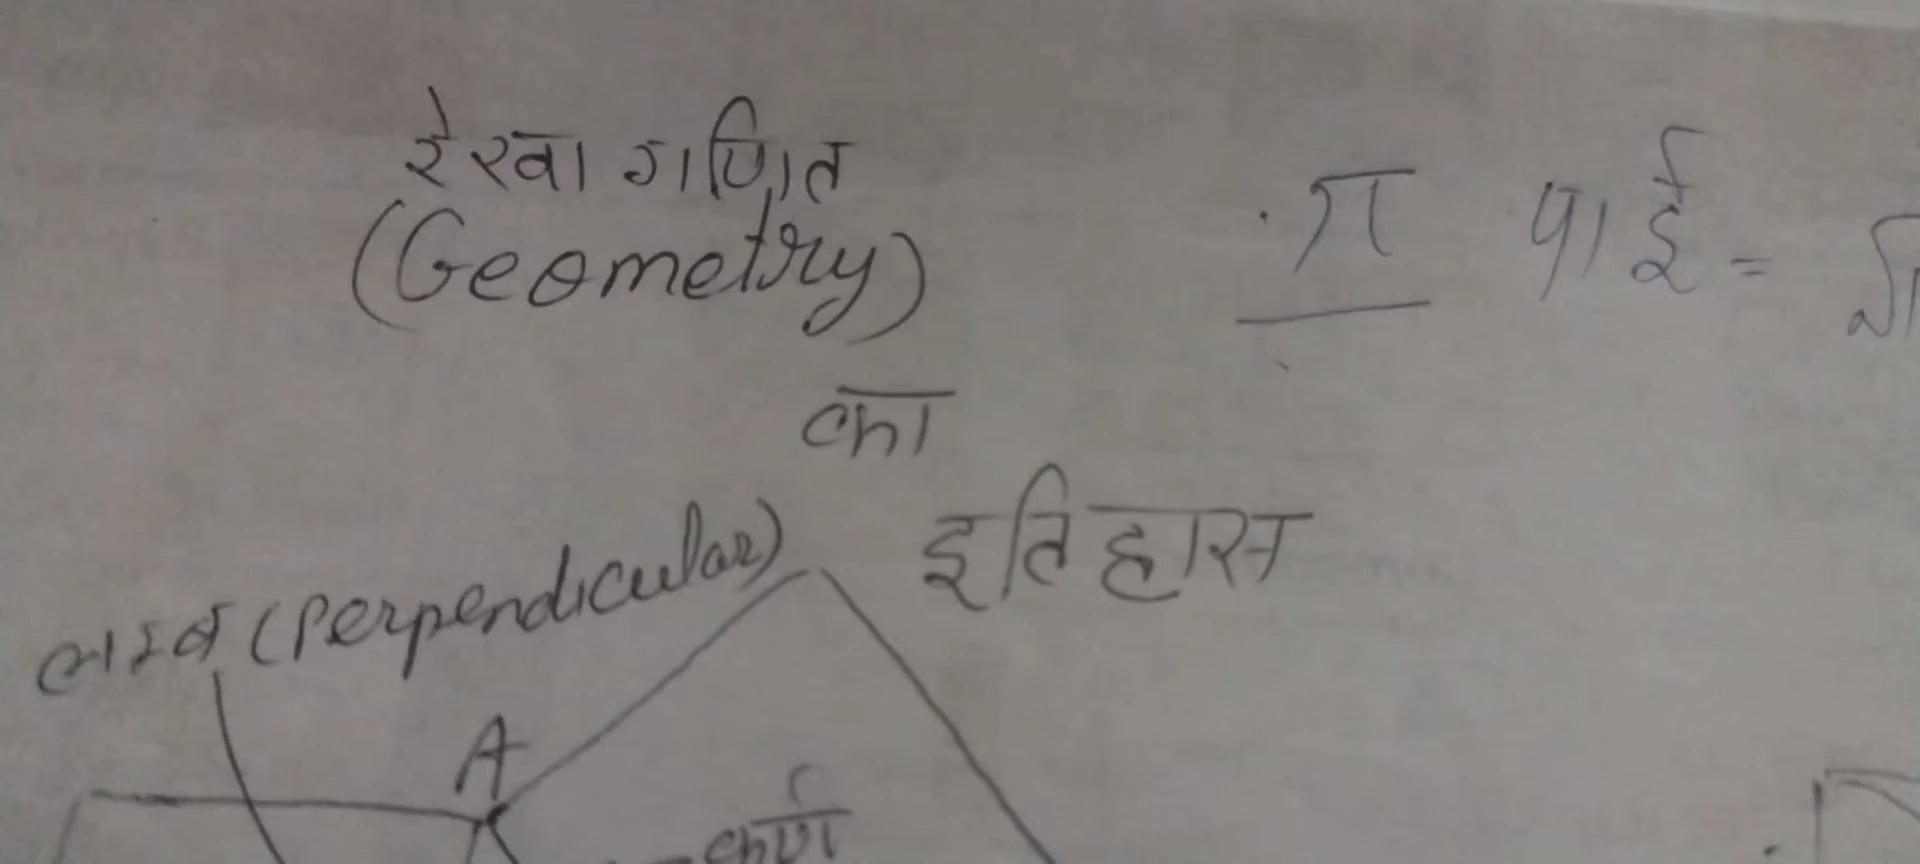 रेखा गणित
(Geometry)
π पाई =
का
इतिहास
लम्ब (Perpendicular)
A
कर्ण